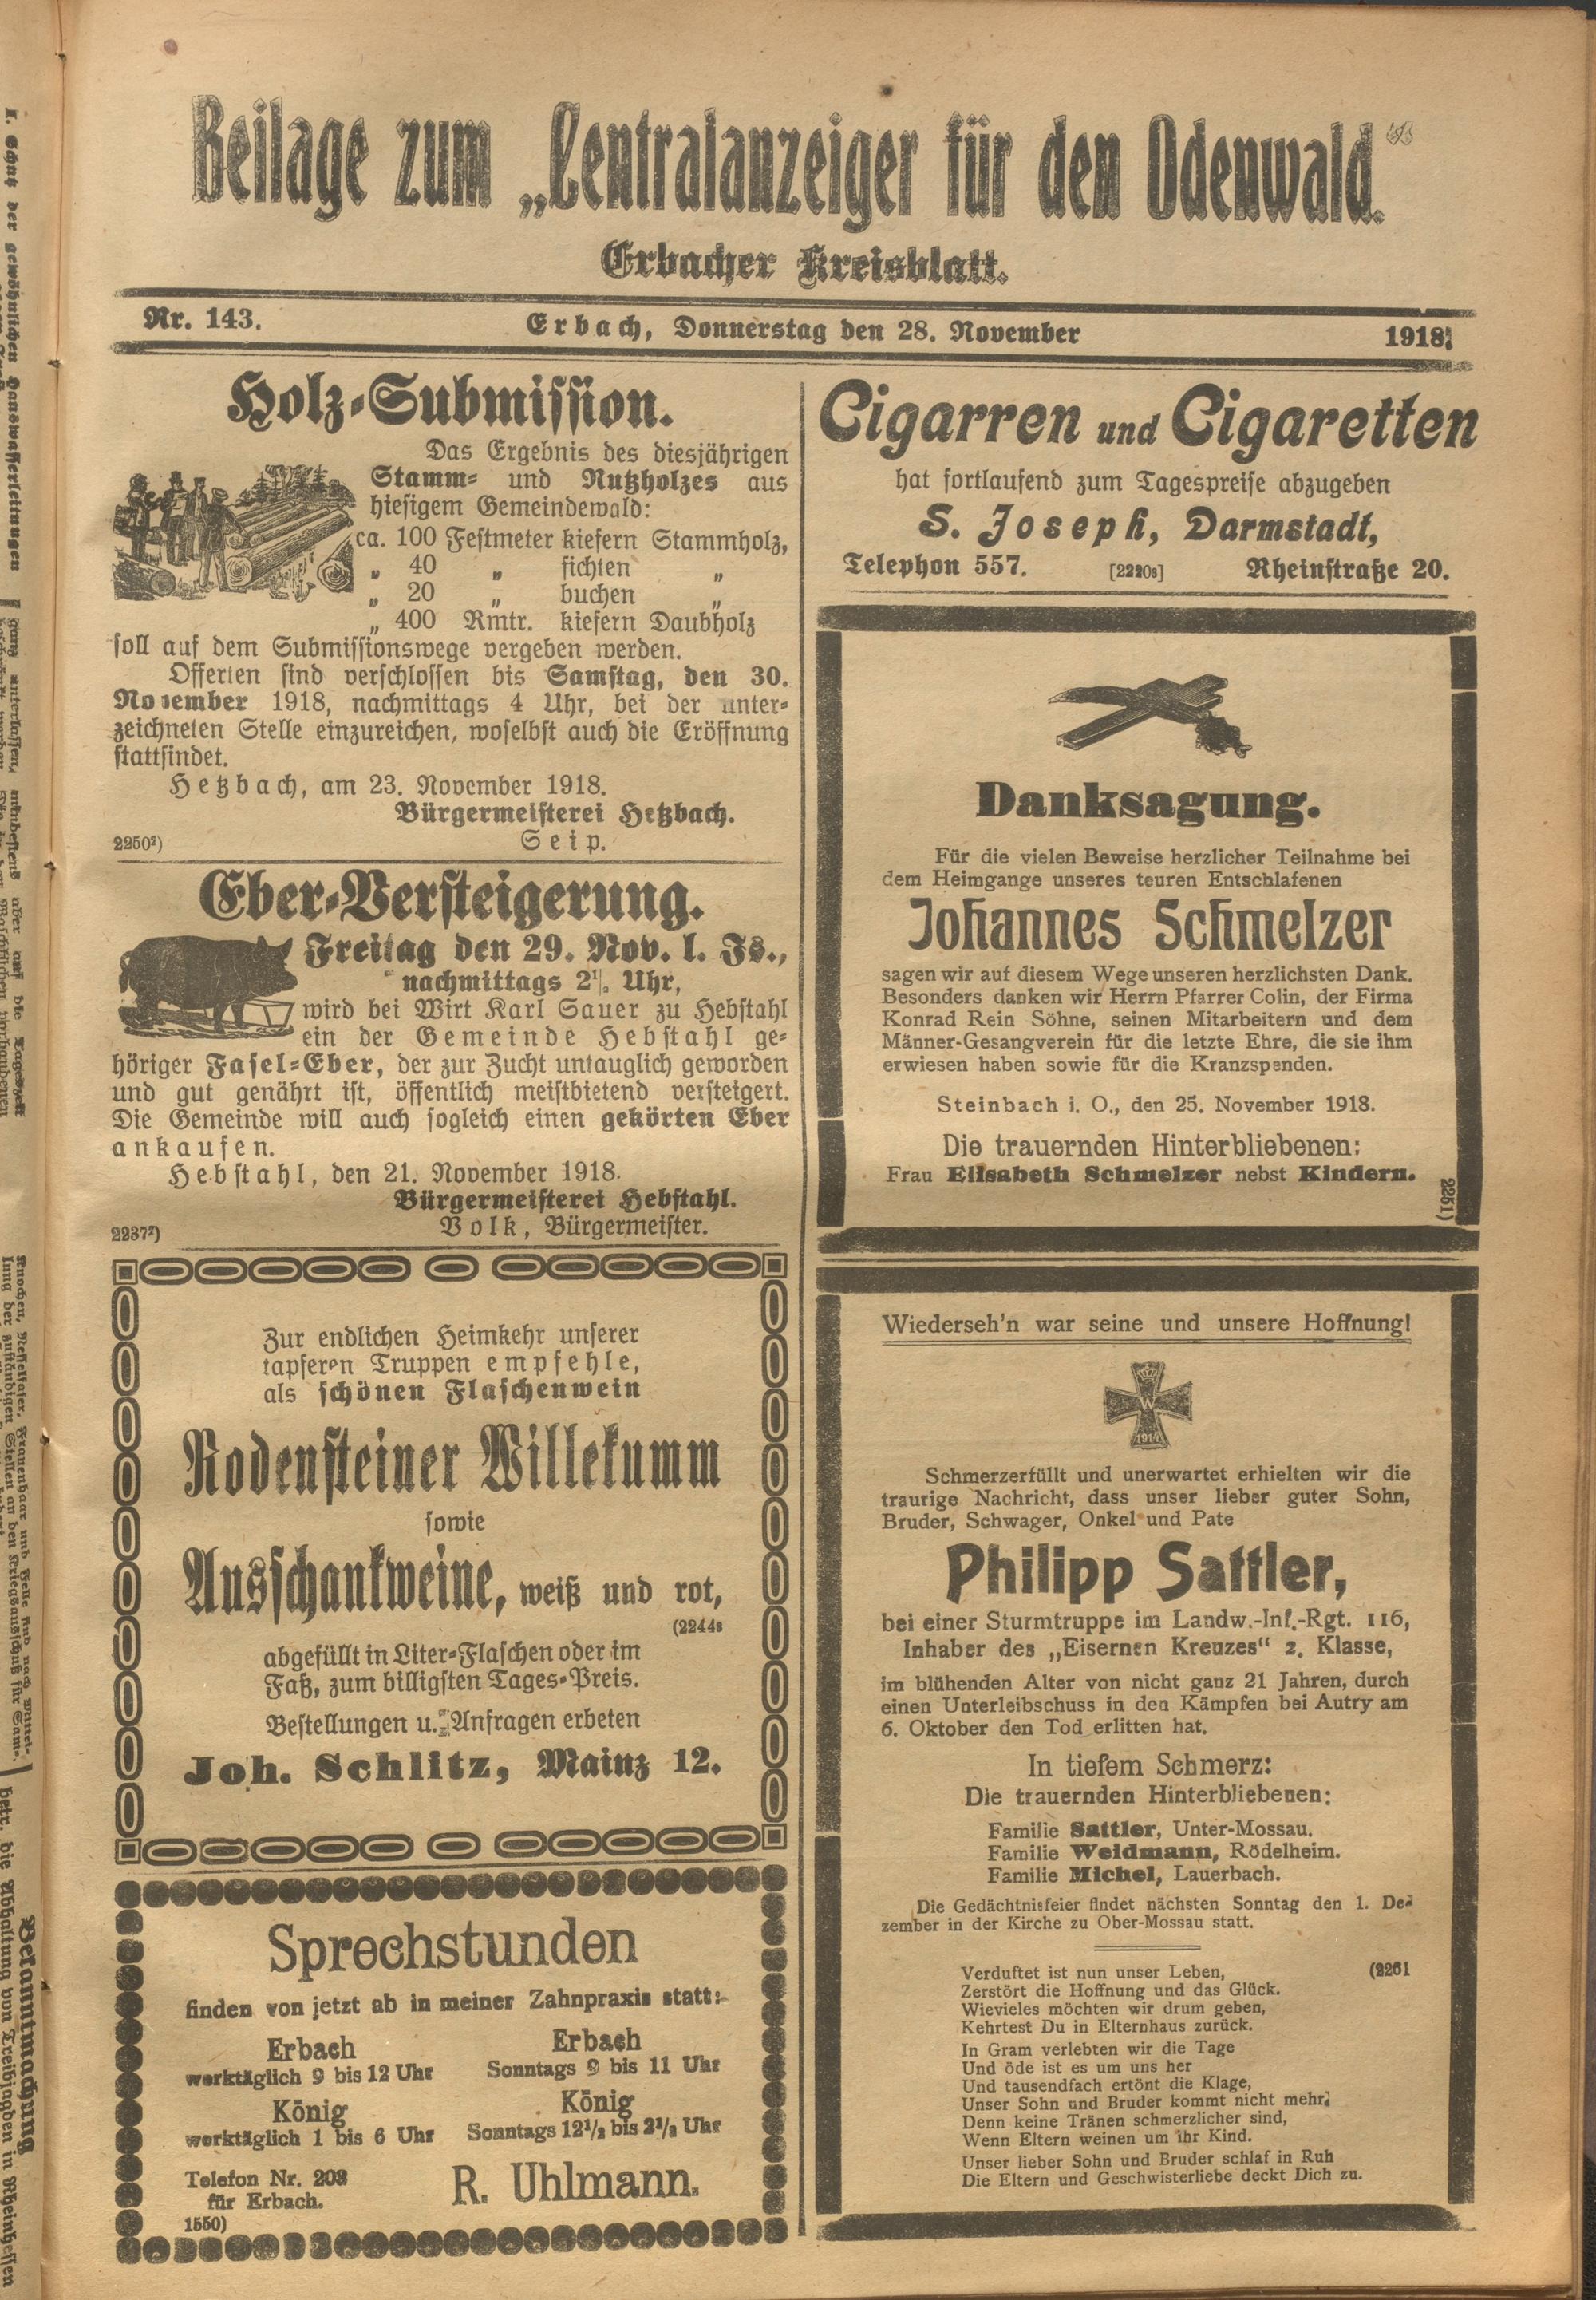 Beilage zum „Centralanzeiger für den Odenwald."
Erbacher Kreisblatt.
Nr. 143. Erbach, Donnerstag den 28. November 1918.
Holz-Submission.
Das Ergebnis des diesjährigen
Stamm- und Nutzholzes aus
hiesigem Gemeindewald:
ca. 100 Festmeter kiefern Stammholz,
„ 40 „ fichten „
„ 20 „ buchen „
„ 400 Rmtr. kiefern Daubholz
soll auf dem Submissionswege vergeben werden.
Offerten sind verschlossen bis Samstag, den 30.
November 1918, nachmittags 4 Uhr, bei der unter-
zeichneten Stelle einzureichen, woselbst auch die Eröffnung
stattfindet.
Hetzbach, am 23. November 1918.
Bürgermeisterei Hetzbach.
2250²) Seip.
Eber-Versteigerung.
Freitag den 29. Nov. l. Js.,
nachmittags 2½ Uhr,
wird bei Wirt Karl Sauer zu Hebstahl
ein der Gemeinde Hebstahl ge-
höriger Fasel-Eber, der zur Zucht untauglich geworden
und gut genährt ist, öffentlich meistbietend versteigert.
Die Gemeinde will auch sogleich einen gekörten Eber
ankaufen.
Hebstahl, den 21. November 1918.
Bürgermeisterei Hebstahl.
2237²) Volk, Bürgermeister.
Zur endlichen Heimkehr unserer
tapferen Truppen empfehle,
als schönen Flaschenwein
Rodensteiner Willekumm
sowie
Ausschankweine, weiß und rot,
(2244s
abgefüllt in Liter-Flaschen oder im
Faß, zum billigsten Tages-Preis.
Bestellungen u. Anfragen erbeten
Joh. Schlitz, Mainz 12.
Sprechstunden
finden von jetzt ab in meiner Zahnpraxis statt:
Erbach Erbach
werktäglich 9 bis 12 Uhr Sonntags 9 bis 11 Uhr
König König
werktäglich 1 bis 6 Uhr Sonntags 12½ bis 2½ Uhr
Telefon Nr. 203
für Erbach. R. Uhlmann.
1550)
Cigarren und Cigaretten
hat fortlaufend zum Tagespreise abzugeben
S. Joseph, Darmstadt,
Telephon 557. [2220s] Rheinstraße 20.
Danksagung.
Für die vielen Beweise herzlicher Teilnahme bei
dem Heimgange unseres teuren Entschlafenen
Johannes Schmelzer
sagen wir auf diesem Wege unseren herzlichsten Dank.
Besonders danken wir Herrn Pfarrer Colin, der Firma
Konrad Rein Söhne, seinen Mitarbeitern und dem
Männer-Gesangverein für die letzte Ehre, die sie ihm
erwiesen haben sowie für die Kranzspenden.
Steinbach i. O., den 25. November 1918.
Die trauernden Hinterbliebenen:
Frau Elisabeth Schmelzer nebst Kindern.
2251)
Wiederseh'n war seine und unsere Hoffnung!
W
1914
Schmerzerfüllt und unerwartet erhielten wir die
traurige Nachricht, dass unser lieber guter Sohn,
Bruder, Schwager, Onkel und Pate
Philipp Sattler,
bei einer Sturmtruppe im Landw.-Inf.-Rgt. 116,
Inhaber des „Eisernen Kreuzes“ 2. Klasse,
im blühenden Alter von nicht ganz 21 Jahren, durch
einen Unterleibschuss in den Kämpfen bei Autry am
6. Oktober den Tod erlitten hat.
In tiefem Schmerz:
Die trauernden Hinterbliebenen:
Familie Sattler, Unter-Mossau.
Familie Weidmann, Rödelheim.
Familie Michel, Lauerbach.
Die Gedächtnisfeier findet nächsten Sonntag den 1. De-
zember in der Kirche zu Ober-Mossau statt.
Verduftet ist nun unser Leben, (2261
Zerstört die Hoffnung und das Glück.
Wievieles möchten wir drum geben,
Kehrtest Du in Elternhaus zurück.
In Gram verlebten wir die Tage
Und öde ist es um uns her
Und tausendfach ertönt die Klage,
Unser Sohn und Bruder kommt nicht mehr.
Denn keine Tränen schmerzlicher sind,
Wenn Eltern weinen um ihr Kind.
Unser lieber Sohn und Bruder schlaf in Ruh
Die Eltern und Geschwisterliebe deckt Dich zu.